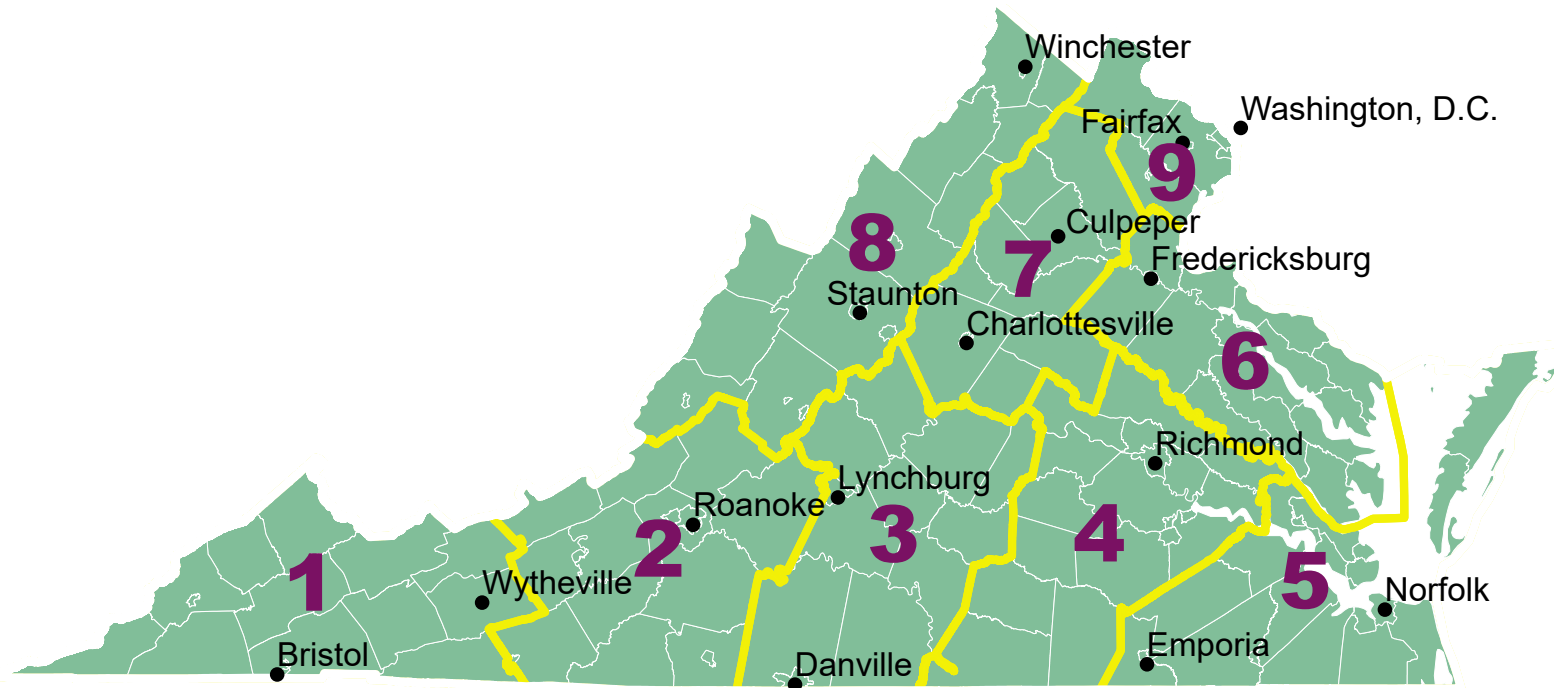 Winchester
Washington, D.C.
Fairfax
9
Culpeper
8
7
Fredericksburg
Staunton
Charlottesville
6
Richmond
Lynchburg
Roanoke
2
3
4
1
Wytheville
5
Norfolk
Bristol
Emporia
Danville